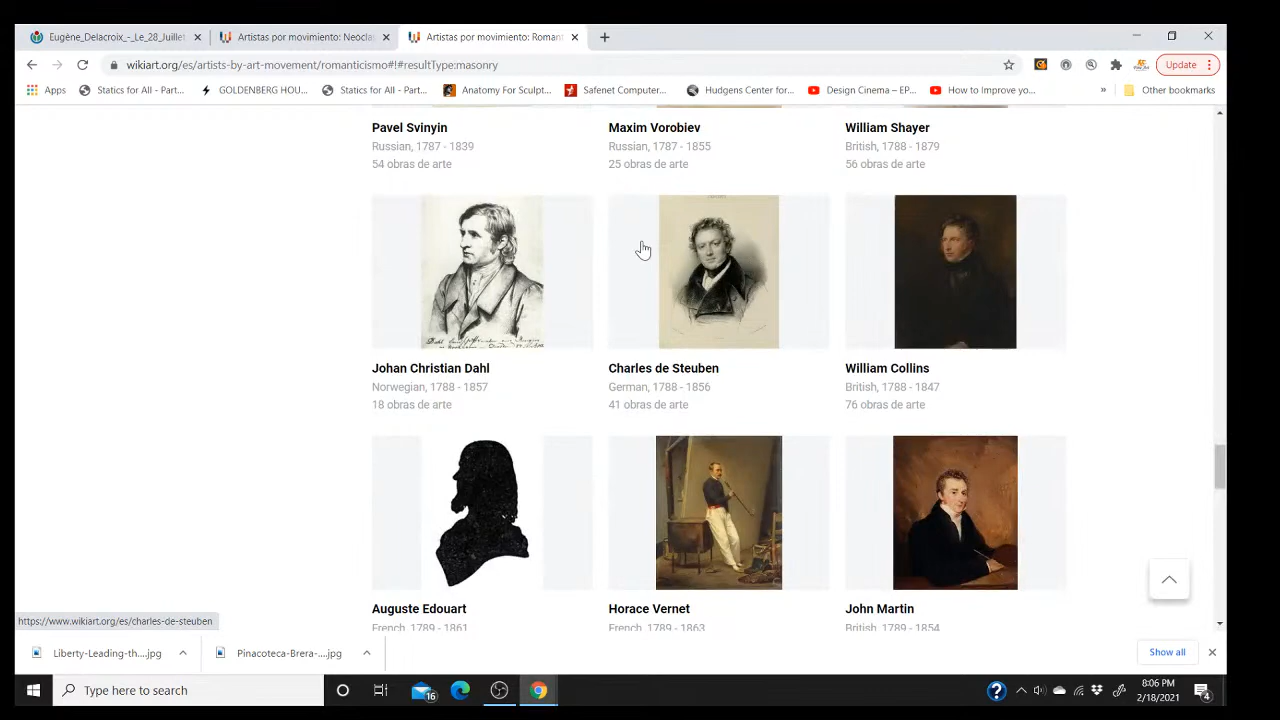 Eugène_Delacroix_-_Le_28_Juillet
Artistas por movimiento: Neocla
Artistas por movimiento: Roman
wikiart.org/es/artists-by-art-movement/romanticismo#!#resultType:masonry
Update
Apps
Statics for All - Part...
GOLDENBERG HOU...
Statics for All - Part...
Anatomy For Sculpt...
Safenet Computer...
Hudgens Center for...
Design Cinema – EP...
How to Improve yo...
»
Other bookmarks
Pavel Svinyin
Russian, 1787 - 1839
54 obras de arte
Maxim Vorobiev
Russian, 1787 - 1855
25 obras de arte
William Shayer
British, 1788 - 1879
56 obras de arte
Johan Christian Dahl
Norwegian, 1788 - 1857
18 obras de arte
Charles de Steuben
German, 1788 - 1856
41 obras de arte
William Collins
British, 1788 - 1847
76 obras de arte
Auguste Edouart
French, 1789 - 1861
Horace Vernet
French, 1789 - 1863
John Martin
British, 1789 - 1854
https://www.wikiart.org/es/charles-de-steuben
Liberty-Leading-th....jpg
Pinacoteca-Brera-....jpg
Show all
Type here to search
16
8:06 PM
2/18/2021
4